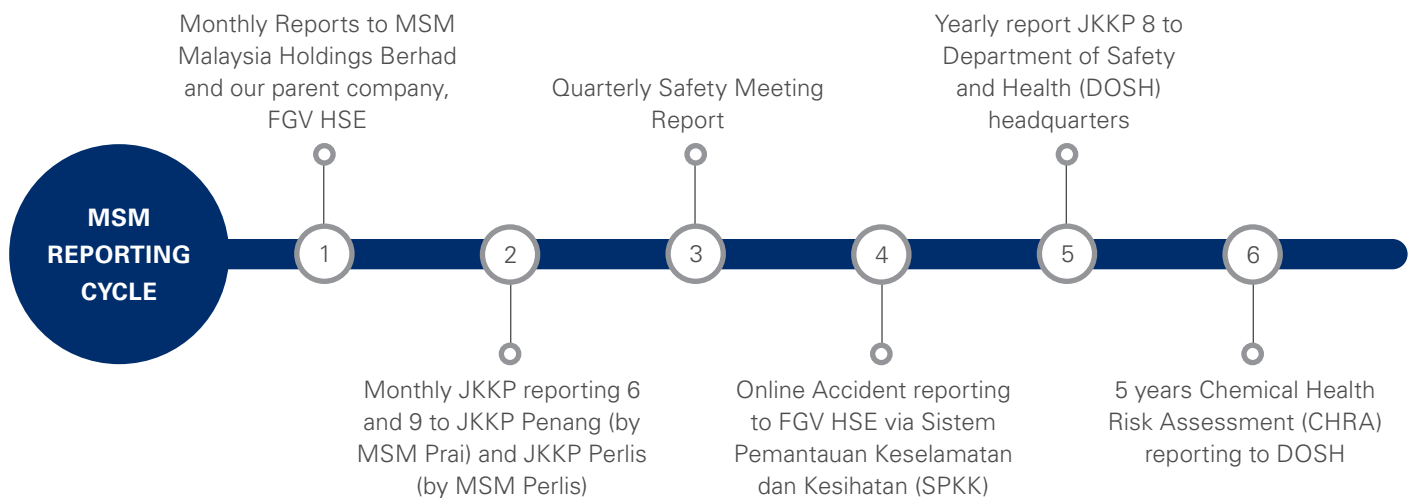 MSM
REPORTING
CYCLE
1
Monthly Reports to MSM
Malaysia Holdings Berhad
and our parent company,
FGV HSE
2
Monthly JKKP reporting 6
and 9 to JKKP Penang (by
MSM Prai) and JKKP Perlis
(by MSM Perlis)
3
Quarterly Safety Meeting
Report
4
Online Accident reporting
to FGV HSE via Sistem
Pemantauan Keselamatan
dan Kesihatan (SPKK)
5
Yearly report JKKP 8 to
Department of Safety
and Health (DOSH)
headquarters
6
5 years Chemical Health
Risk Assessment (CHRA)
reporting to DOSH